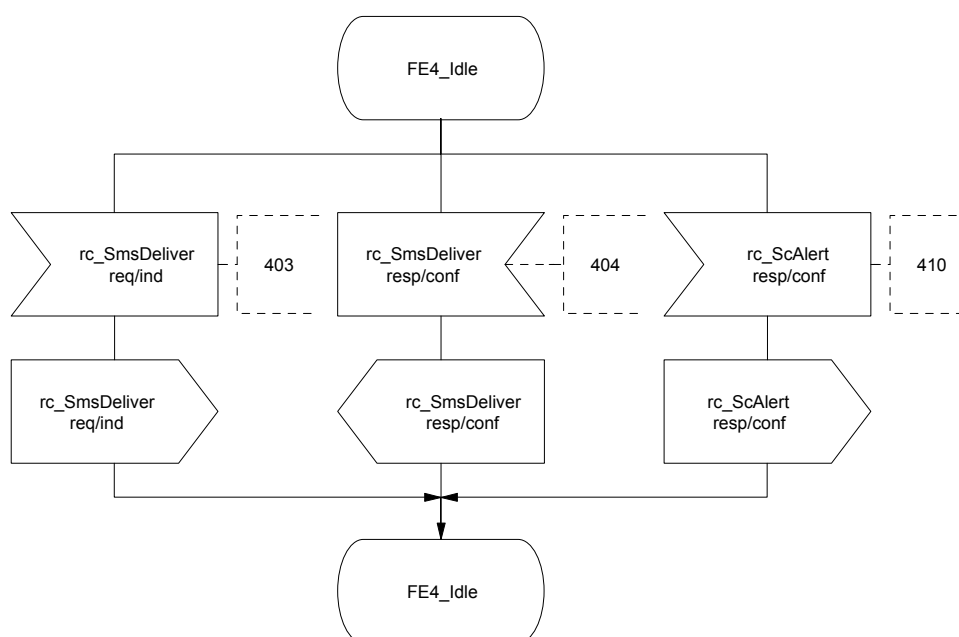 FE4_Idle
rc_SmsDeliver
req/ind
403
rc_SmsDeliver
resp/conf
404
rc_ScAlert
resp/conf
410
rc_SmsDeliver
req/ind
rc_SmsDeliver
resp/conf
rc_ScAlert
resp/conf
FE4_Idle